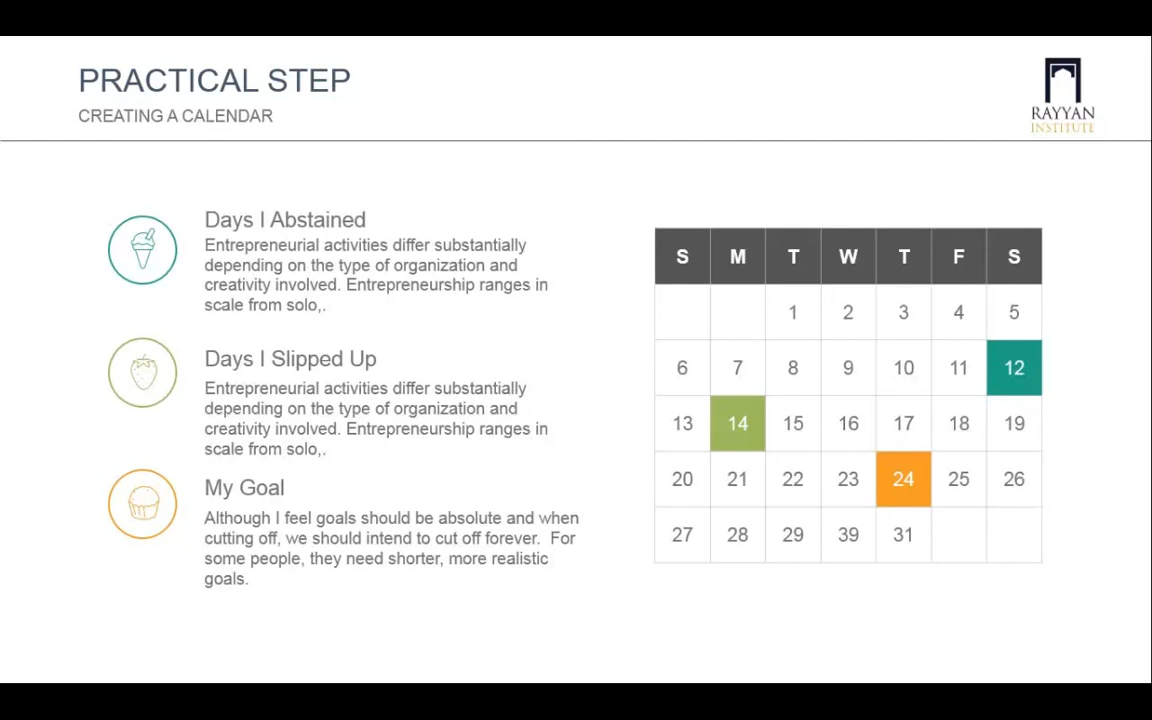 PRACTICAL STEP
CREATING A CALENDAR
RAYYAN
INSTITUTE
Days I Abstained
Entrepreneurial activities differ substantially
depending on the type of organization and
creativity involved. Entrepreneurship ranges in
scale from solo,.
Days I Slipped Up
Entrepreneurial activities differ substantially
depending on the type of organization and
creativity involved. Entrepreneurship ranges in
scale from solo,.
My Goal
Although I feel goals should be absolute and when
cutting off, we should intend to cut off forever.  For
some people, they need shorter, more realistic
goals.
S M T W T F S
1 2 3 4 5
6 7 8 9 10 11 12
13 14 15 16 17 18 19
20 21 22 23 24 25 26
27 28 29 39 31